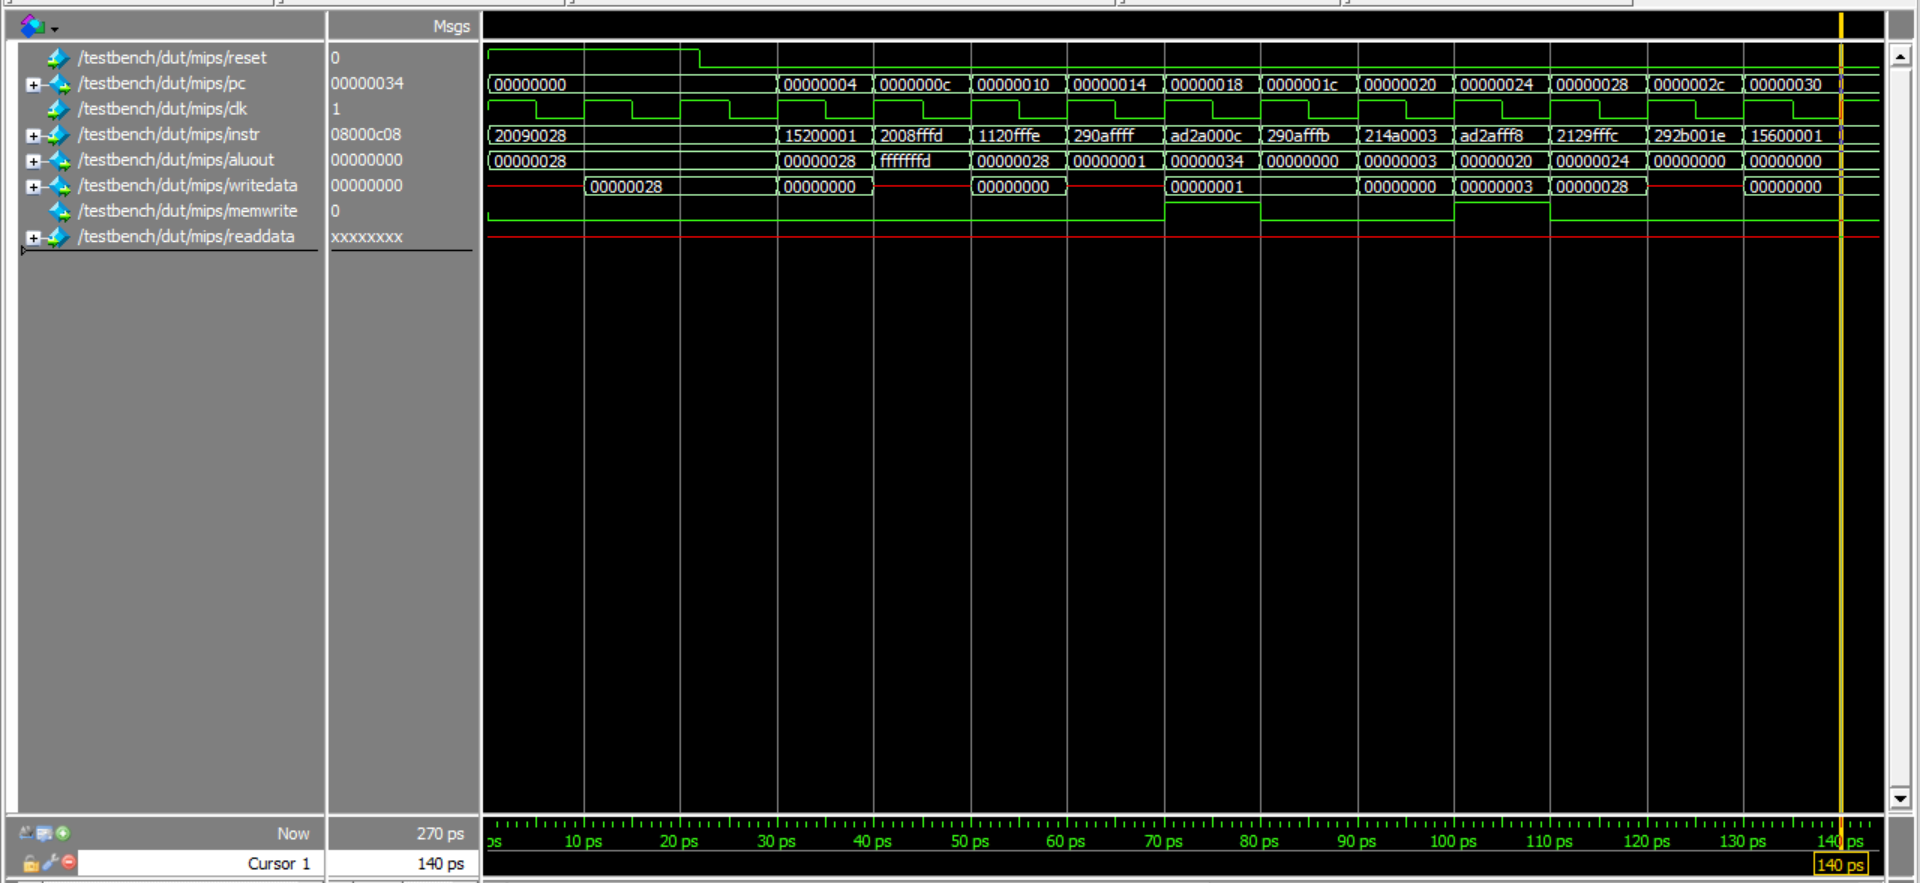 Msgs
/testbench/dut/mips/reset 0
/testbench/dut/mips/pc 00000034 00000000 00000004 0000000c 00000010 00000014 00000018 0000001c 00000020 00000024 00000028 0000002c 00000030
/testbench/dut/mips/clk 1
/testbench/dut/mips/instr 08000c08 20090028 15200001 2008fffd 1120fffe 290affff ad2a000c 290afffb 214a0003 ad2afff8 2129fffc 292b001e 15600001
/testbench/dut/mips/aluout 00000000 00000028 00000028 fffffffd 00000028 00000001 00000034 00000000 00000003 00000020 00000024 00000000 00000000
/testbench/dut/mips/writedata 00000000 00000028 00000000 00000000 00000001 00000000 00000003 00000028 00000000
/testbench/dut/mips/memwrite 0
/testbench/dut/mips/readdata xxxxxxxx
Now 270 ps ps 10 ps 20 ps 30 ps 40 ps 50 ps 60 ps 70 ps 80 ps 90 ps 100 ps 110 ps 120 ps 130 ps 140 ps
Cursor 1 140 ps 140 ps